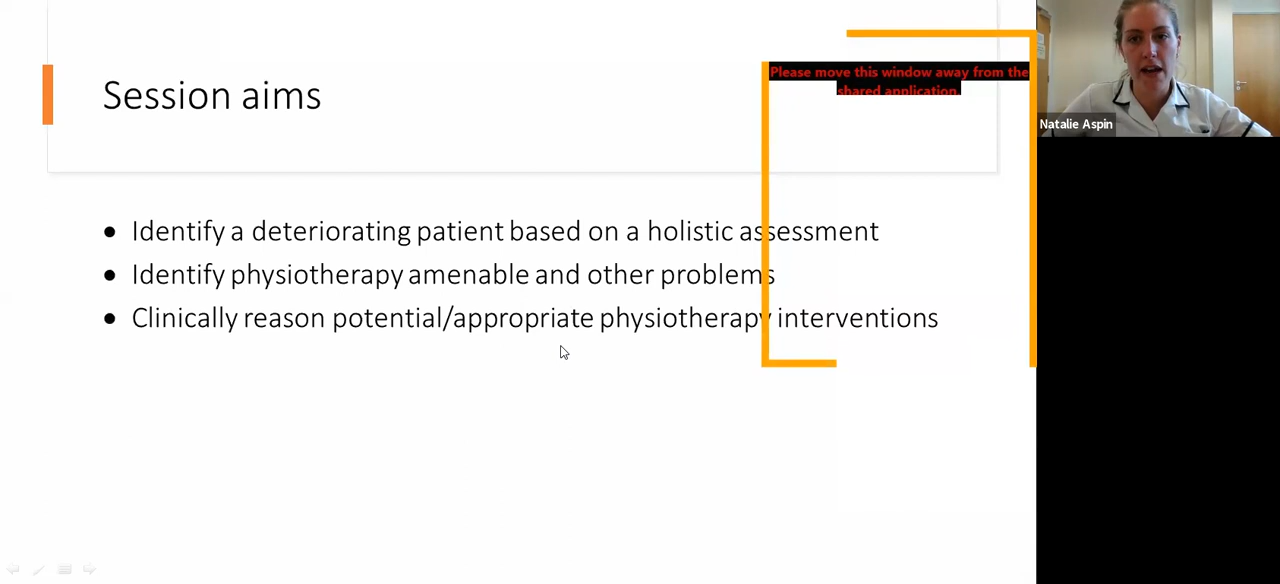 Session aims
Please move this window away from the
shared application.
Natalie Aspin
• Identify a deteriorating patient based on a holistic assessment
• Identify physiotherapy amenable and other problems
• Clinically reason potential/appropriate physiotherapy interventions